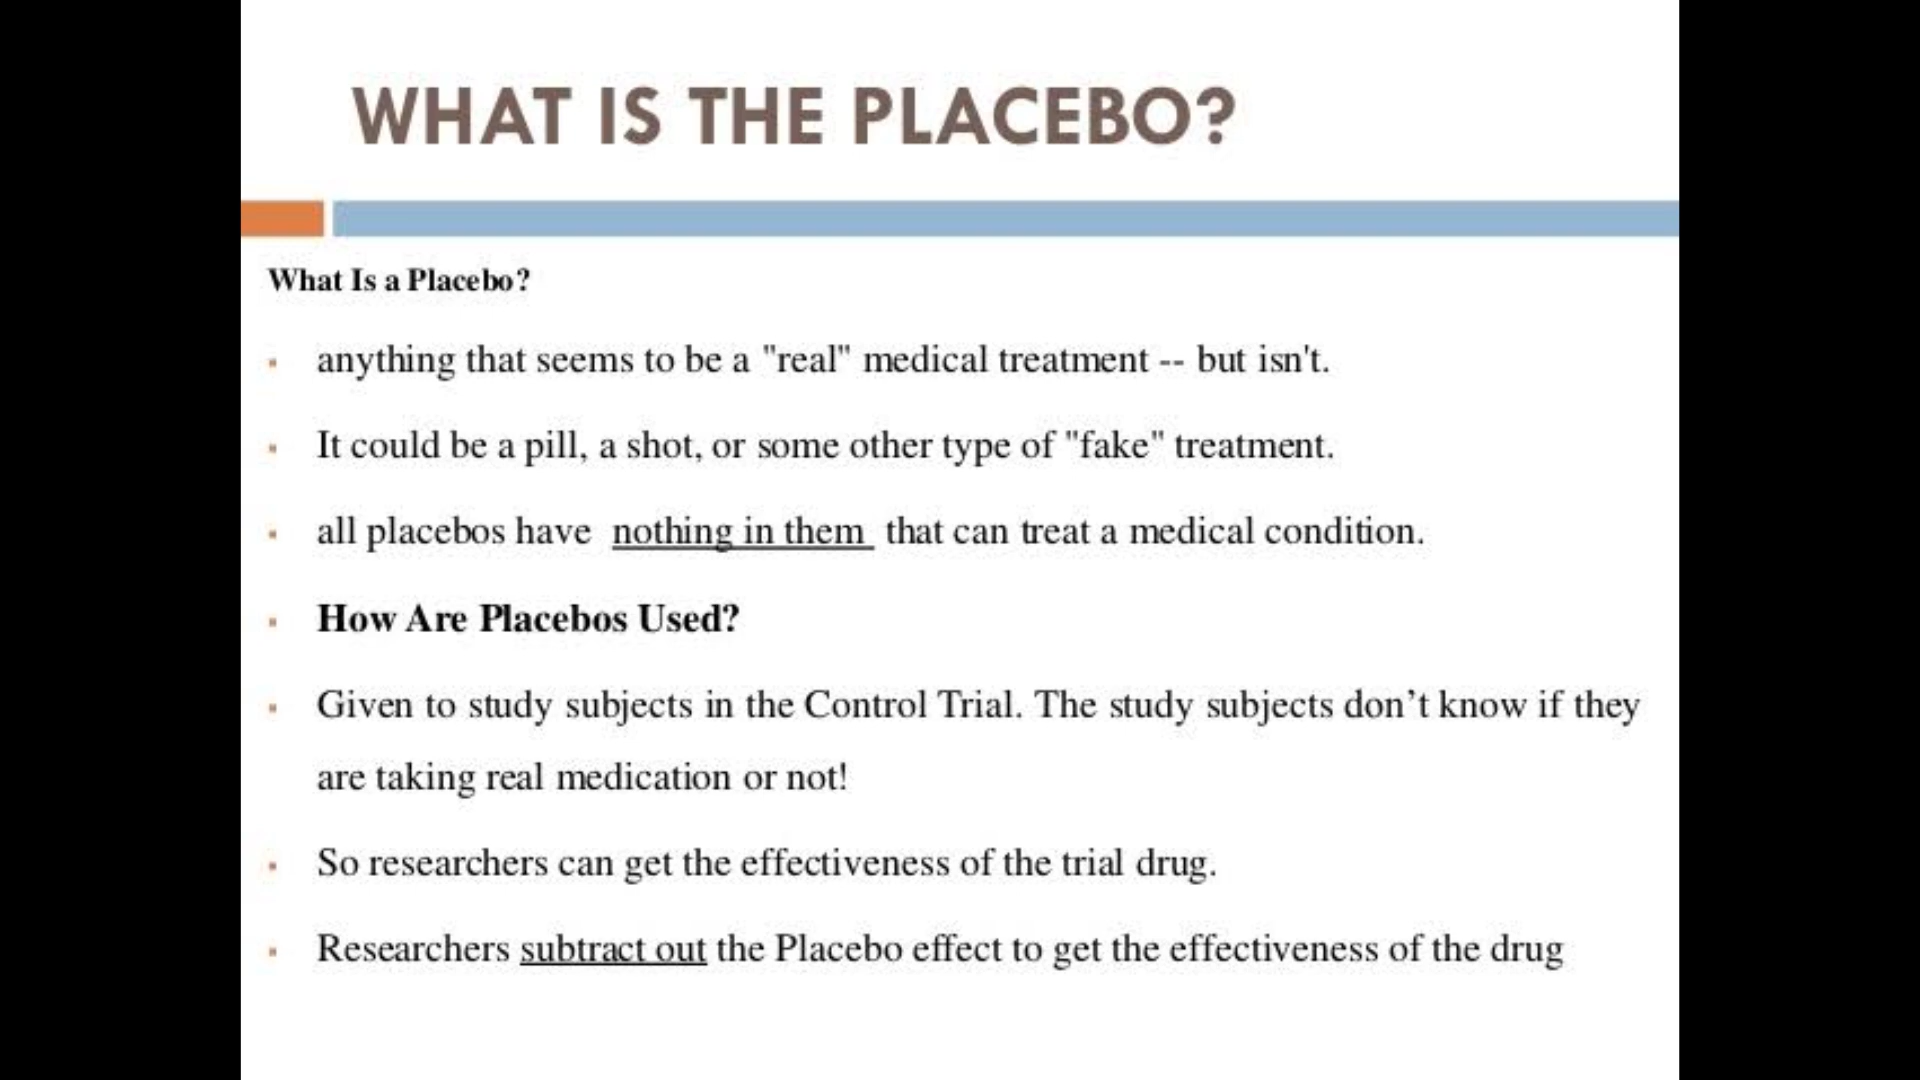 WHAT IS THE PLACEBO?
What Is a Placebo?
anything that seems to be a "real" medical treatment -- but isn't.
It could be a pill, a shot, or some other type of "fake" treatment.
all placebos have nothing in them that can treat a medical condition.
How Are Placebos Used?
Given to study subjects in the Control Trial. The study subjects don’t know if they
are taking real medication or not!
So researchers can get the effectiveness of the trial drug.
Researchers subtract out the Placebo effect to get the effectiveness of the drug